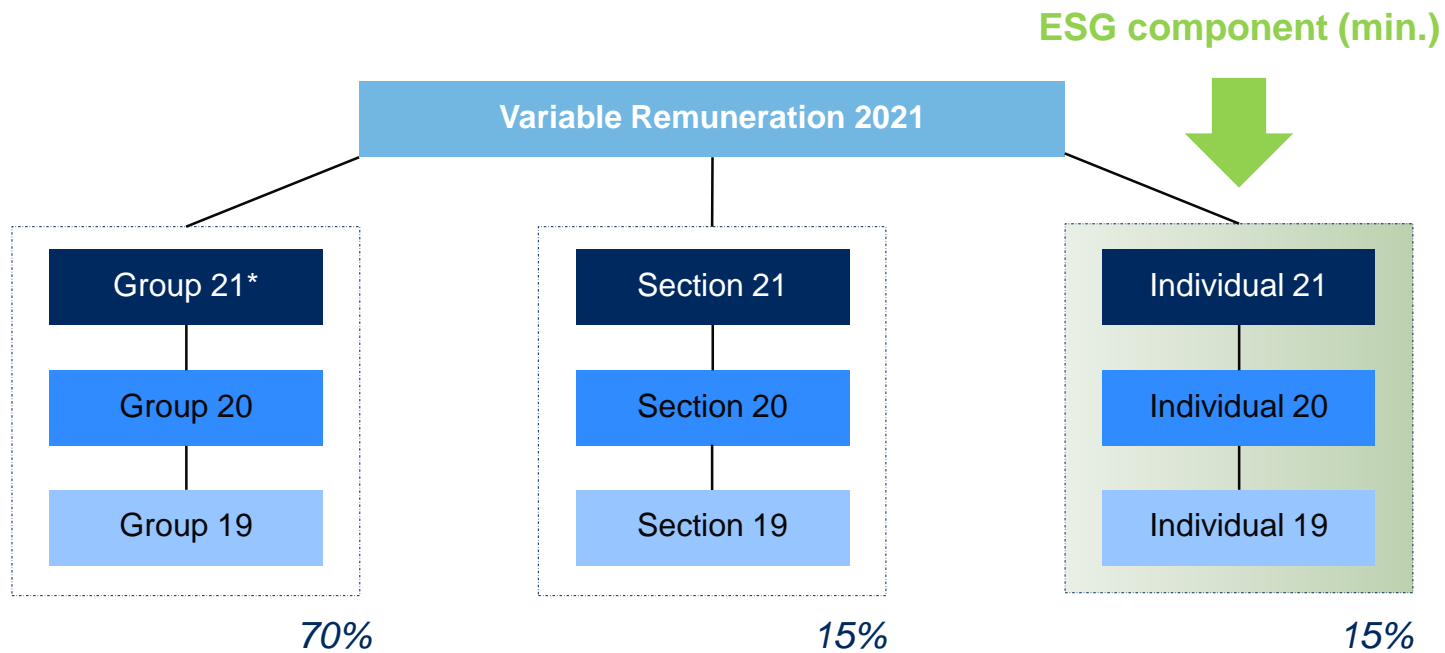 ESG component (min.)
Variable Remuneration 2021
Group 21*
Group 20
Group 19
70%
Section 21
Section 20
Section 19
15%
Individual 21
Individual 20
Individual 19
15%